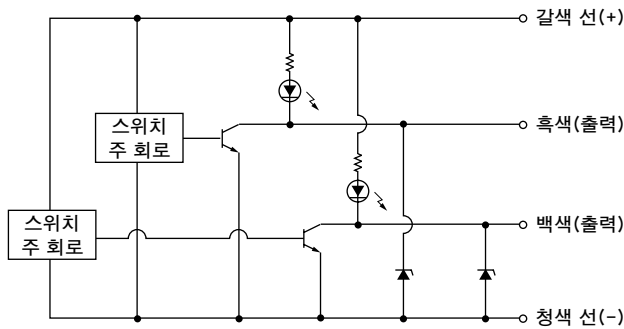 갈색 선(+)
스위치
주 회로
흑색(출력)
스위치
주 회로
백색(출력)
청색 선(-)